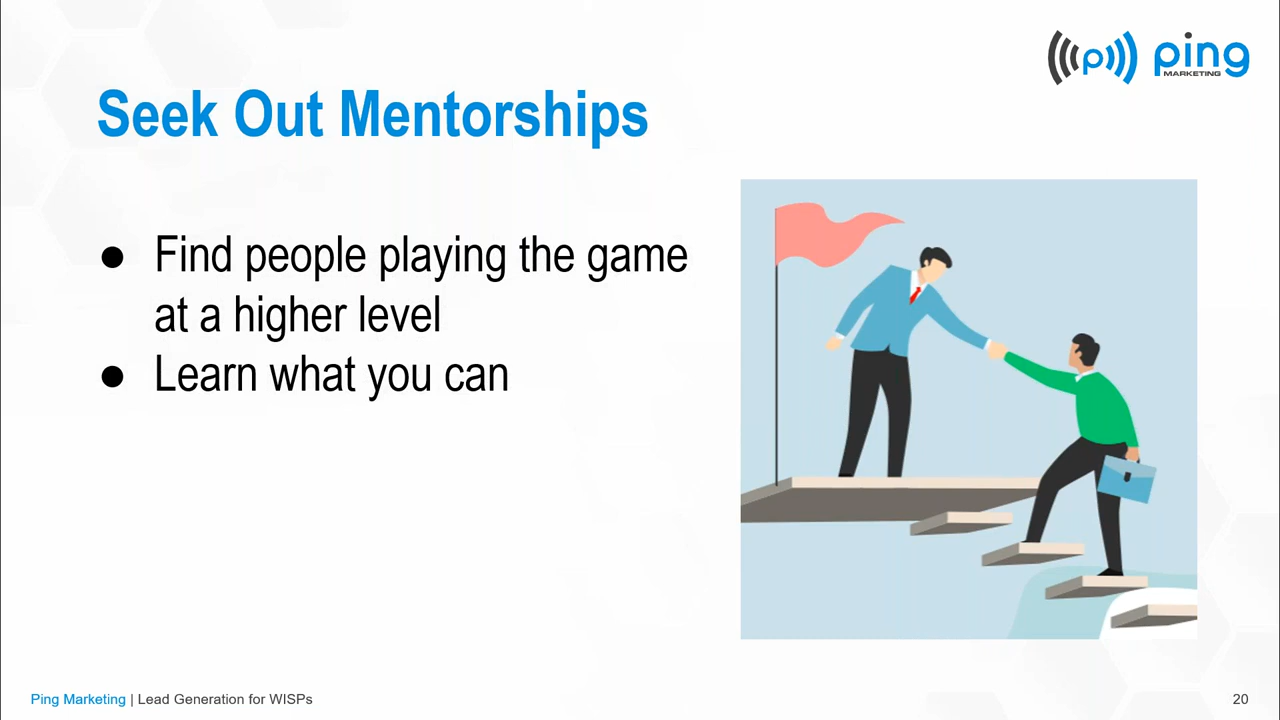 (p) ping
MARKETING
Seek Out Mentorships
● Find people playing the game
at a higher level
● Learn what you can
Ping Marketing | Lead Generation for WISPs
20